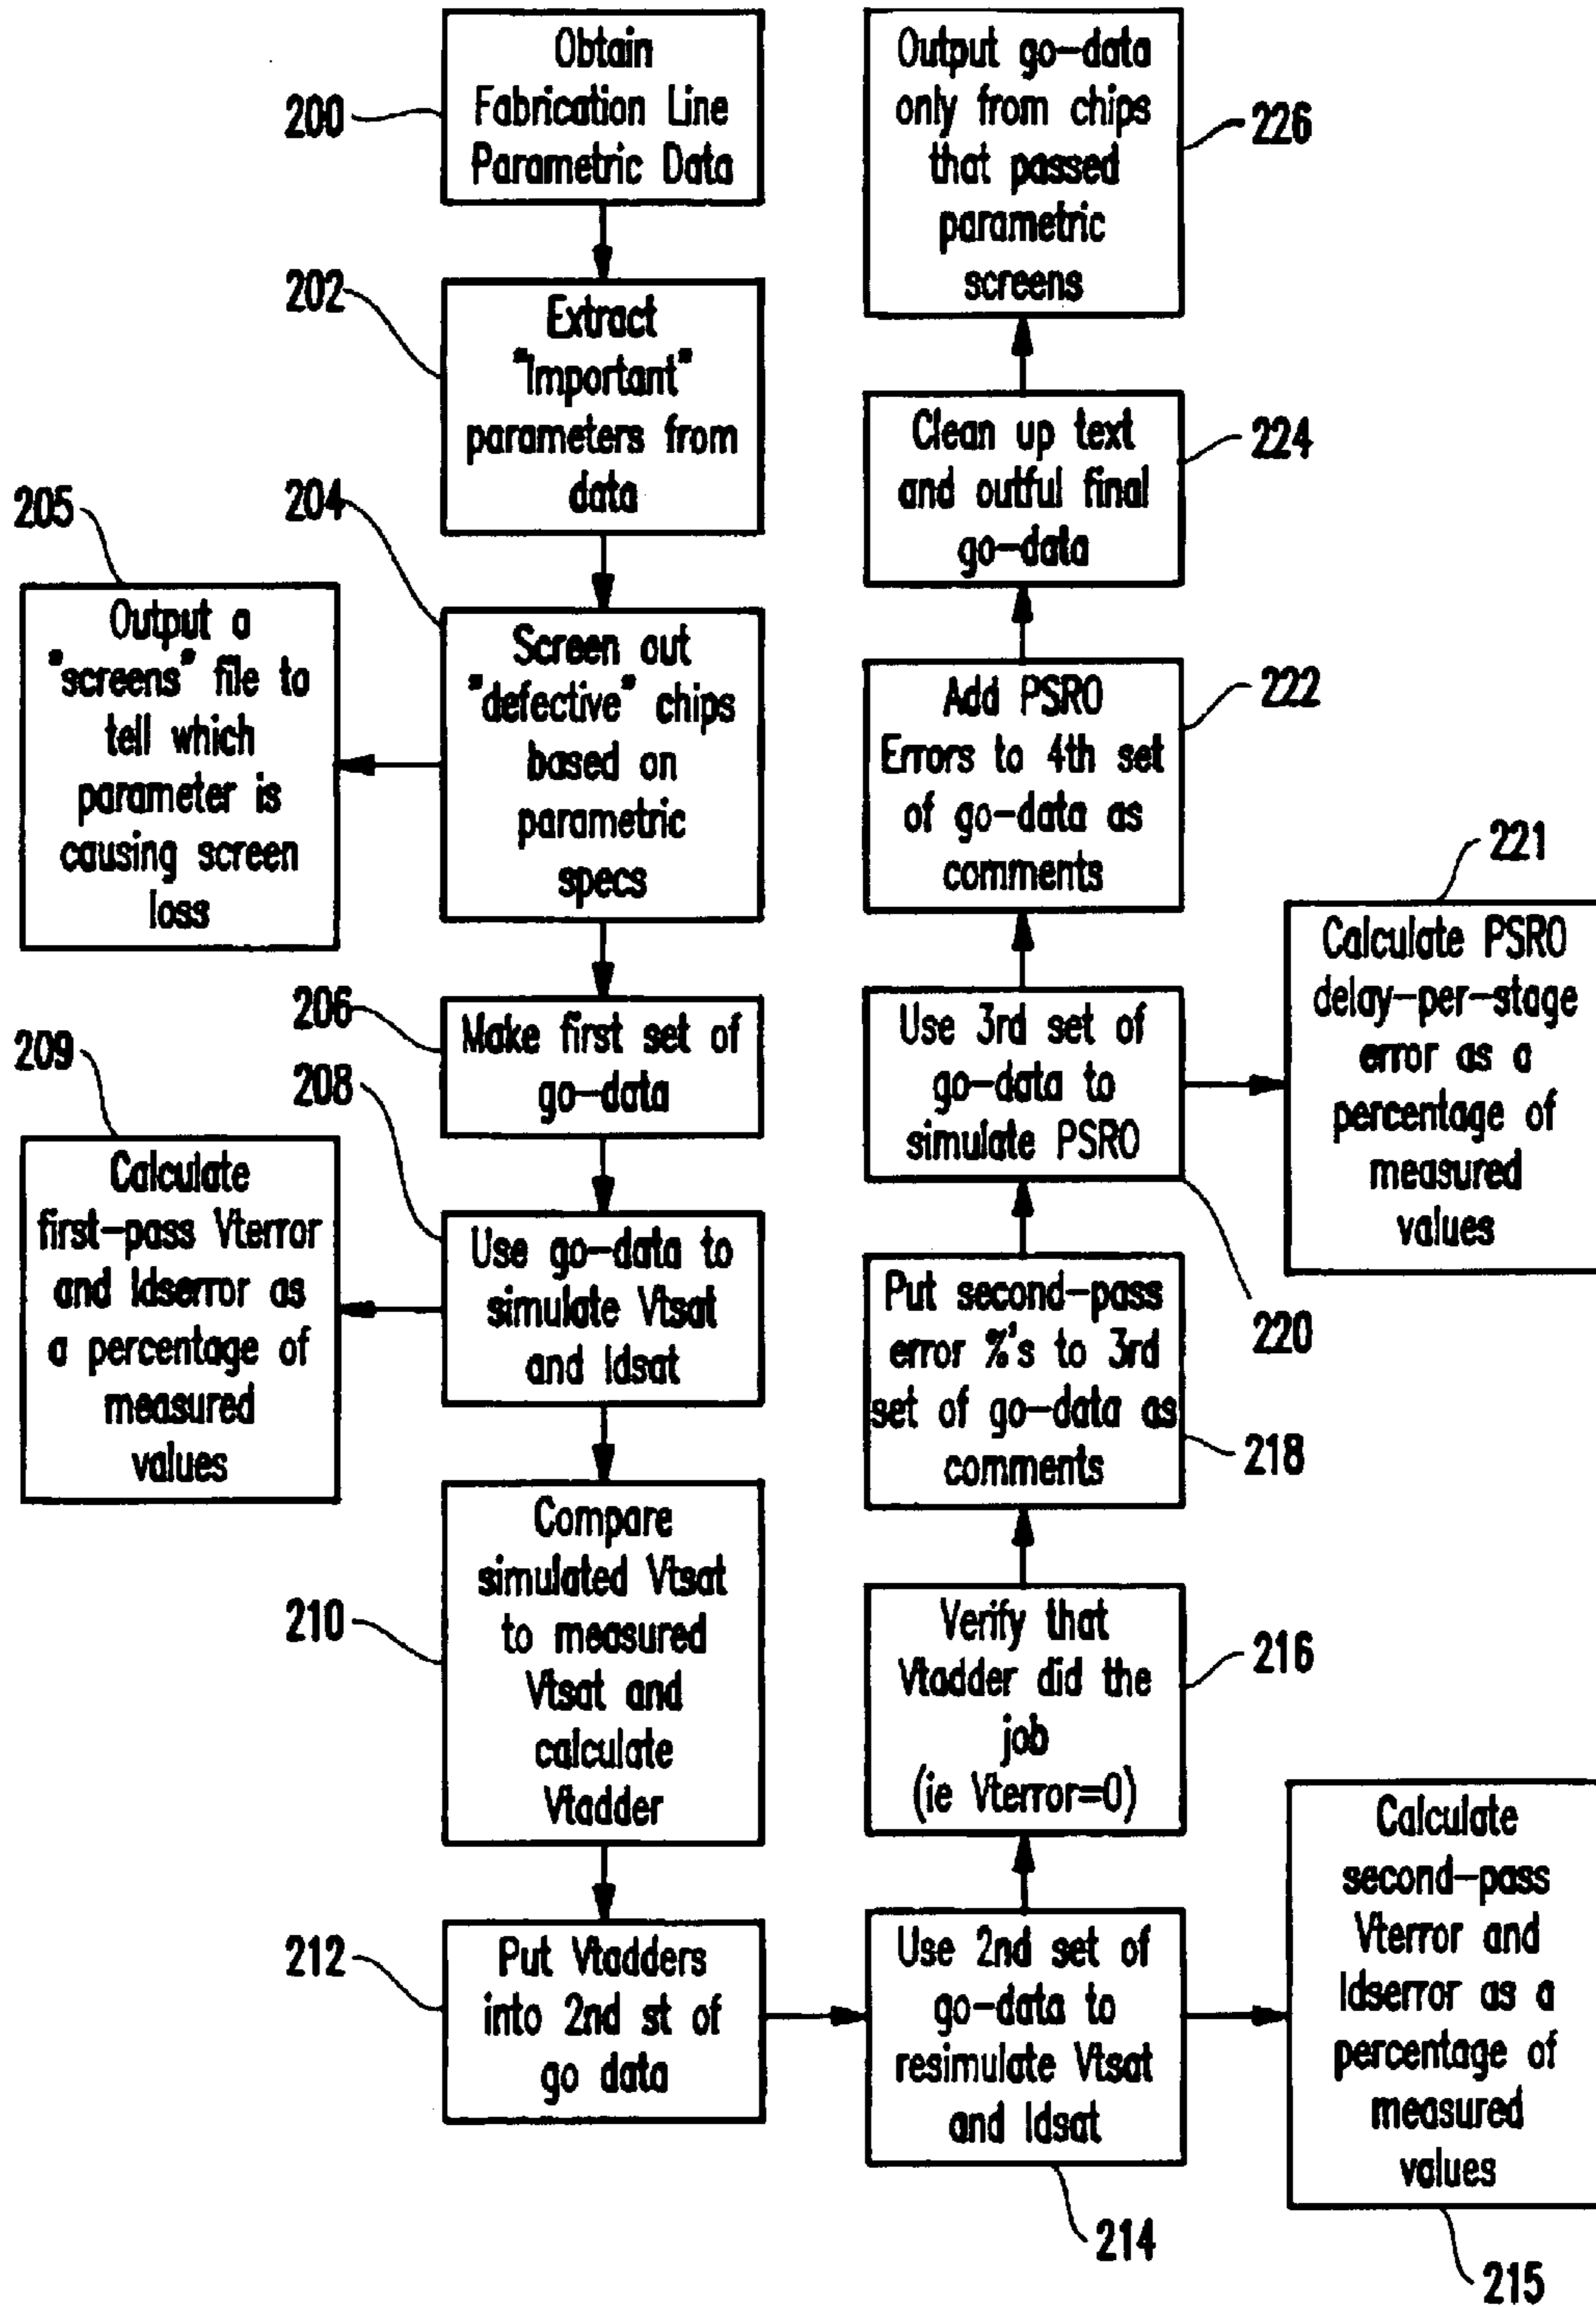 200
Obtain
Fabrication Line
Parametric Data
202
Extract
"Important"
parameters from
data
204
Screen out
"defective" chips
based on
parametric
specs
205
Output a
"screens" file to
tell which
parameter is
causing screen
loss
206
Make first set of
go-data
208
Use go-data to
simulate Vtsat
and Idsat
209
Calculate
first-pass Vterror
and Idserror as
a percentage of
measured
values
210
Compare
simulated Vtsat
to measured
Vtsat and
calculate
Vtadder
212
Put Vtadders
into 2nd st of
go data
214
Use 2nd set of
go-data to
resimulate Vtsat
and Idsat
215
Calculate
second-pass
Vterror and
Idserror as a
percentage of
measured
values
216
Verify that
Vtadder did the
job
(ie Vterror=0)
218
Put second-pass
error %'s to 3rd
set of go-data as
comments
220
Use 3rd set of
go-data to
simulate PSRO
221
Calculate PSRO
delay-per-stage
error as a
percentage of
measured
values
222
Add PSRO
Errors to 4th set
of go-data as
comments
224
Clean up text
and outful final
go-data
226
Output go-data
only from chips
that passed
parametric
screens